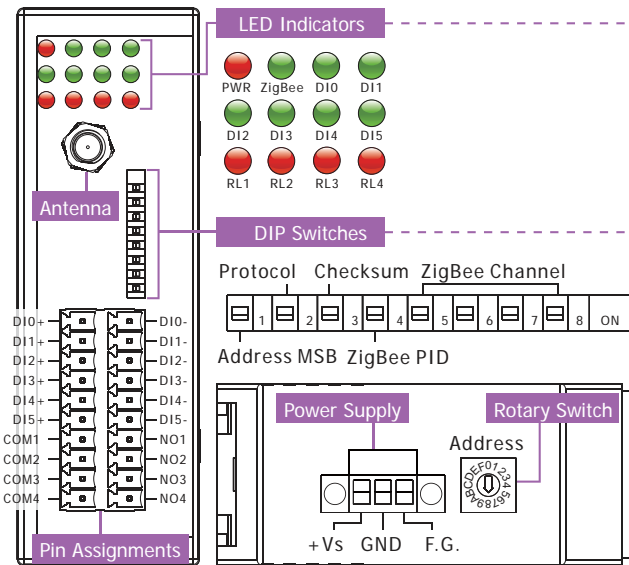 LED Indicators
PWR ZigBee DI0 DI1
DI2 DI3 DI4 DI5
RL1 RL2 RL3 RL4
Antenna
DIP Switches
Protocol Checksum ZigBee Channel
1 2 3 4 5 6 7 8 ON
Address MSB ZigBee PID
DI0+ DI0-
DI1+ DI1-
DI2+ DI2-
DI3+ DI3-
DI4+ DI4-
DI5+ DI5-
COM1 NO1
COM2 NO2
COM3 NO3
COM4 NO4
Pin Assignments
Power Supply
Rotary Switch
Address
0123456789ABCDEF
+Vs GND F.G.